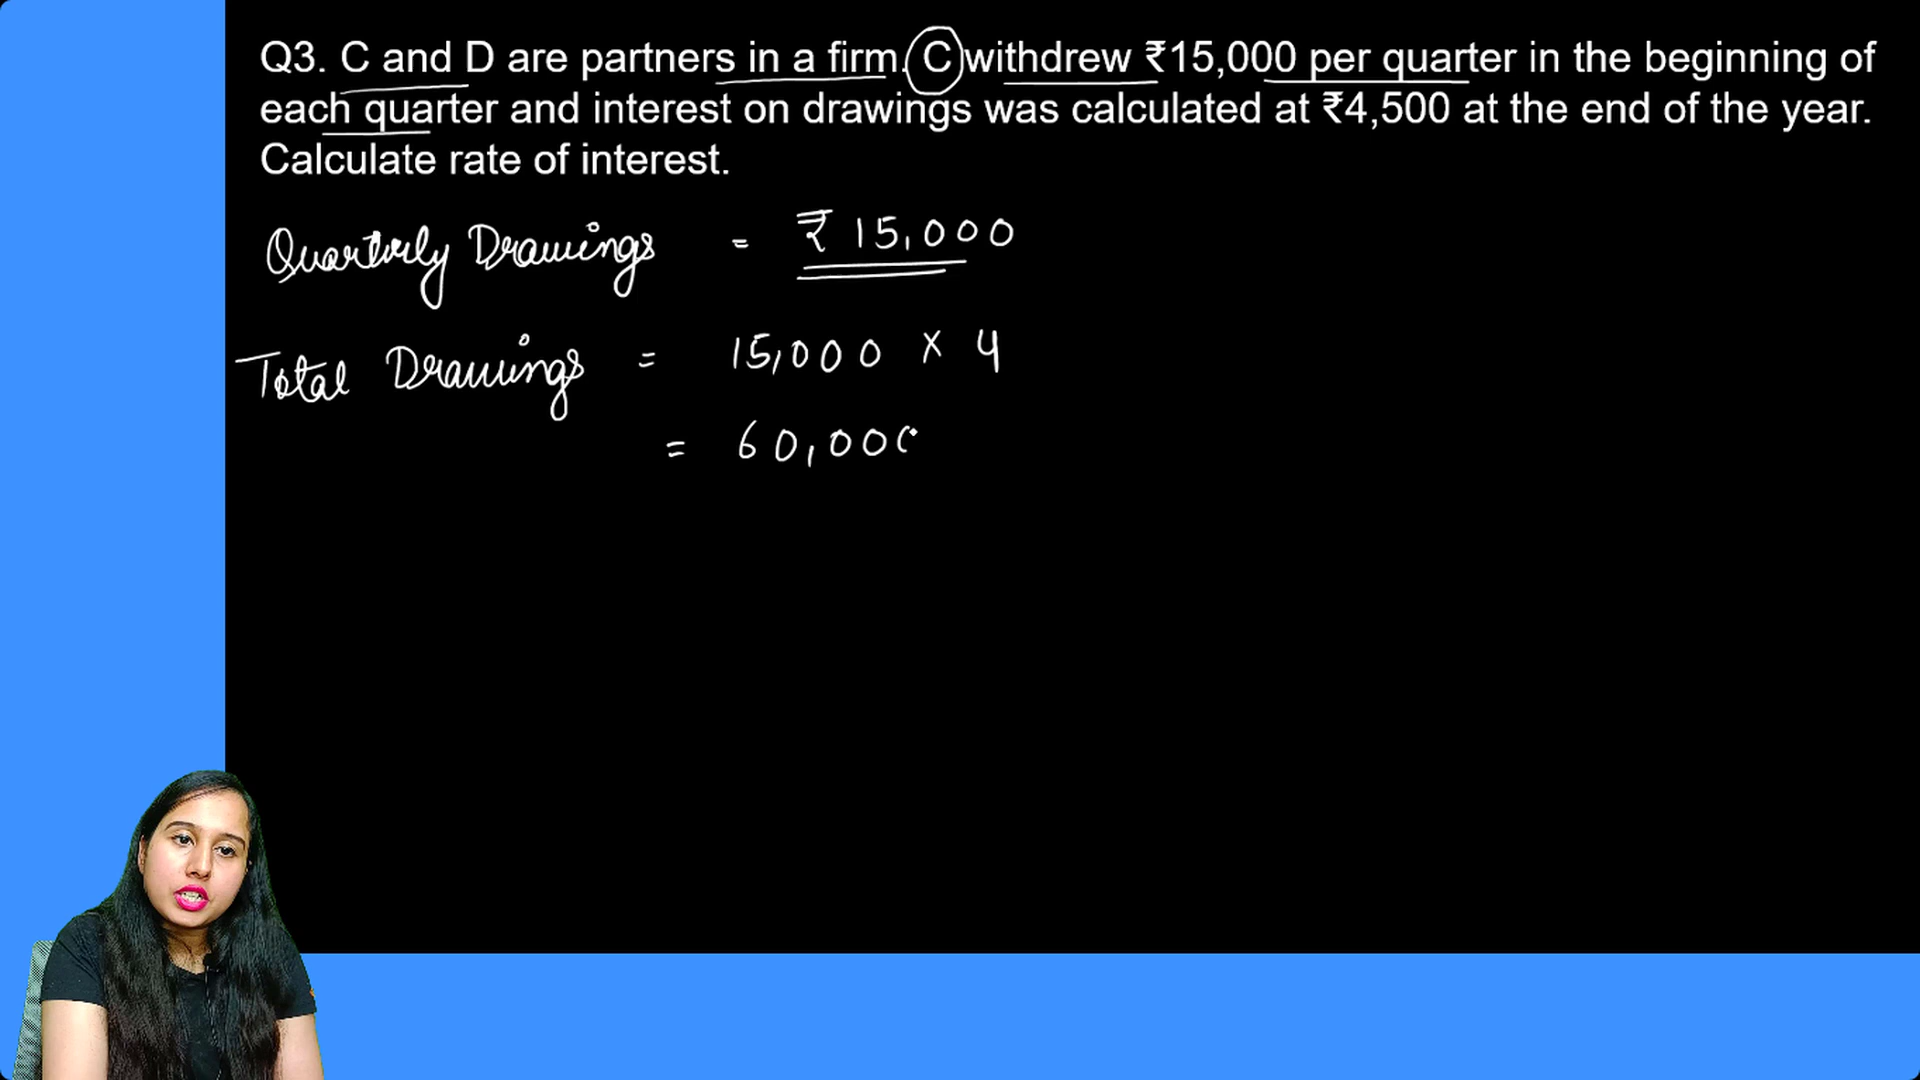 Q3. C and D are partners in a firm. C withdrew ₹15,000 per quarter in the beginning of
each quarter and interest on drawings was calculated at ₹4,500 at the end of the year.
Calculate rate of interest.
Quarterly Drawings = ₹ 15,000
Total Drawings = 15,000 x 4
= 60,000